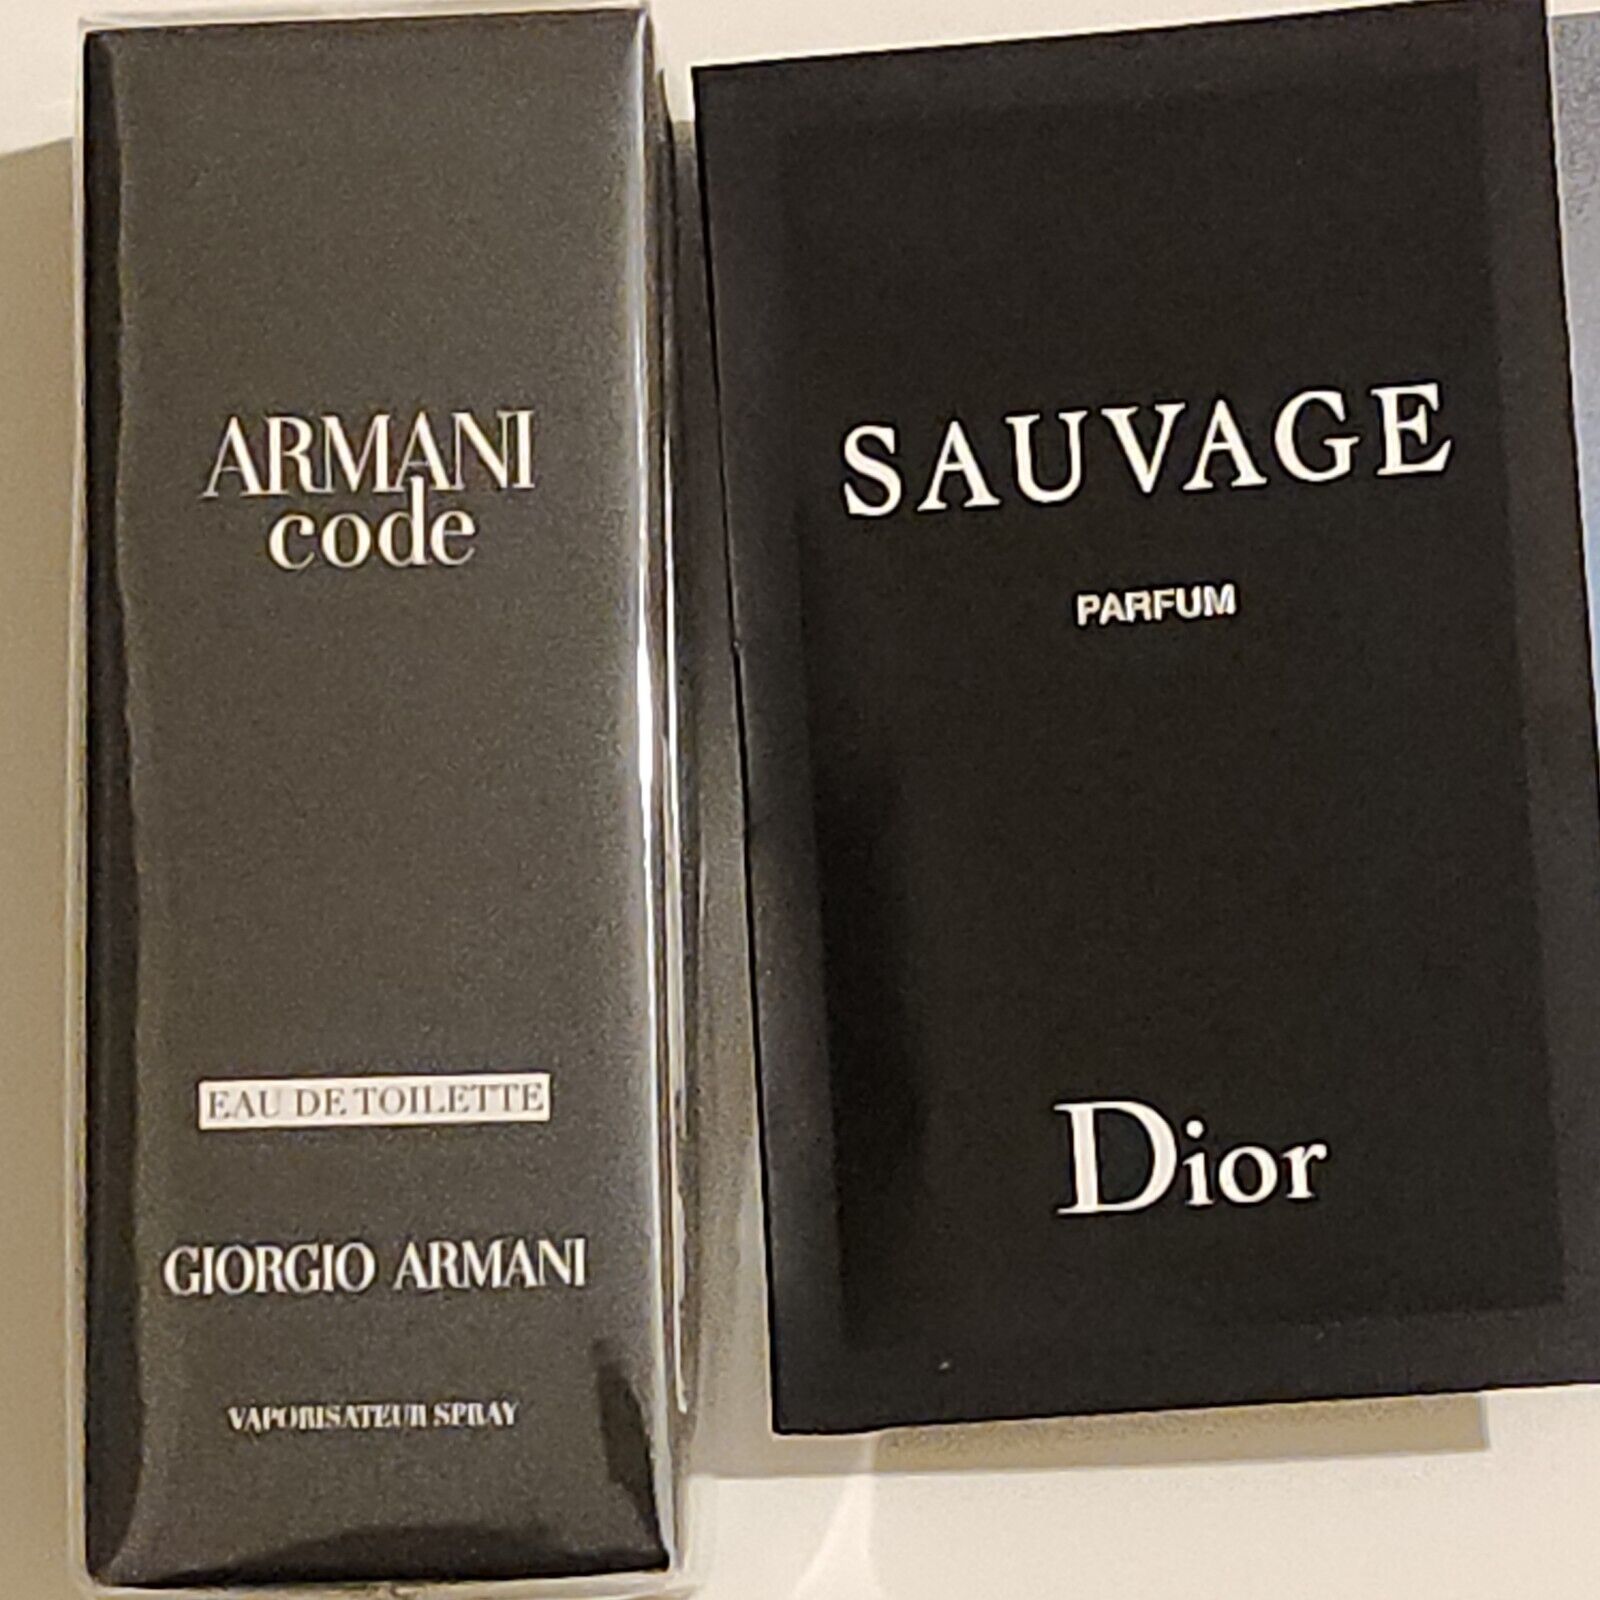 ARMANI
code
EAU DE TOILETTE
GIORGIO ARMANI
VAPORISATEUR SPRAY
SAUVAGE
PARFUM
Dior